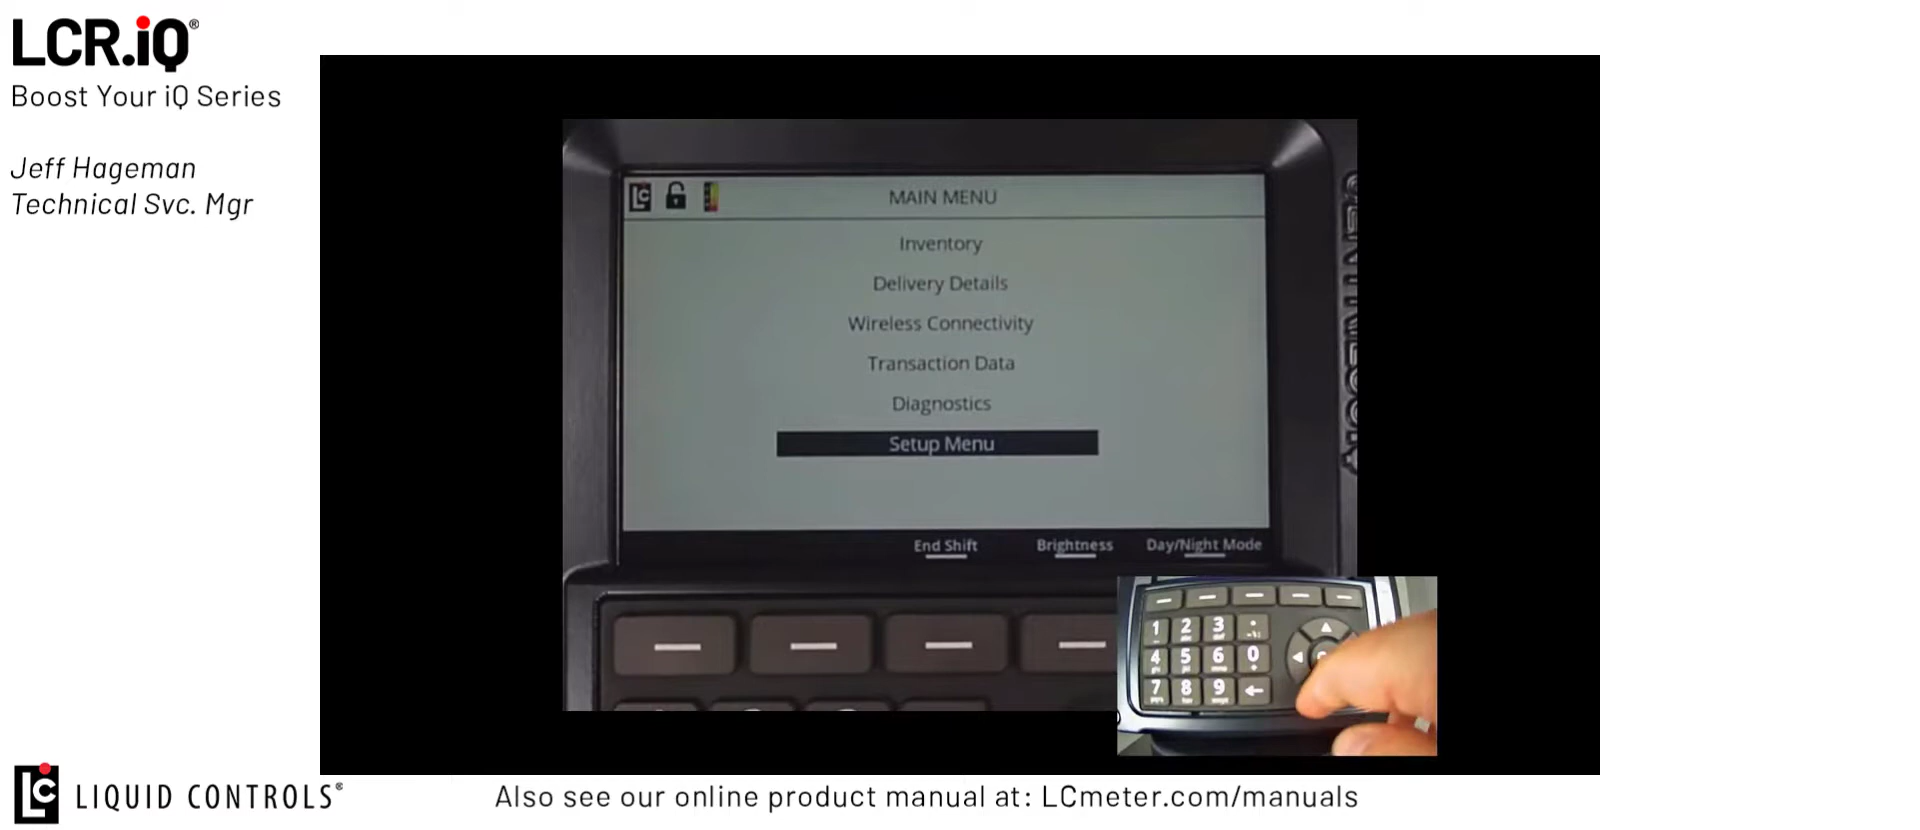 LCR.iQ®
Boost Your iQ Series
Jeff Hageman
Technical Svc. Mgr
LC
MAIN MENU
Inventory
Delivery Details
Wireless Connectivity
Transaction Data
Diagnostics
Setup Menu
End Shift Brightness Day/Night Mode
1 2 3
4 5 6 0
7 8 9
LC LIQUID CONTROLS®
Also see our online product manual at: LCmeter.com/manuals